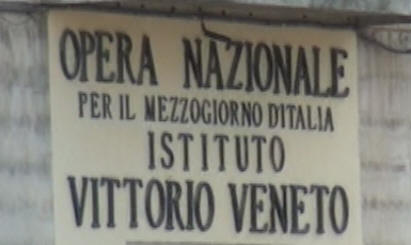 OPERA NAZIONALE
PER IL MEZZOGIORNO D'ITALIA
ISTITUTO
VITTORIO VENETO